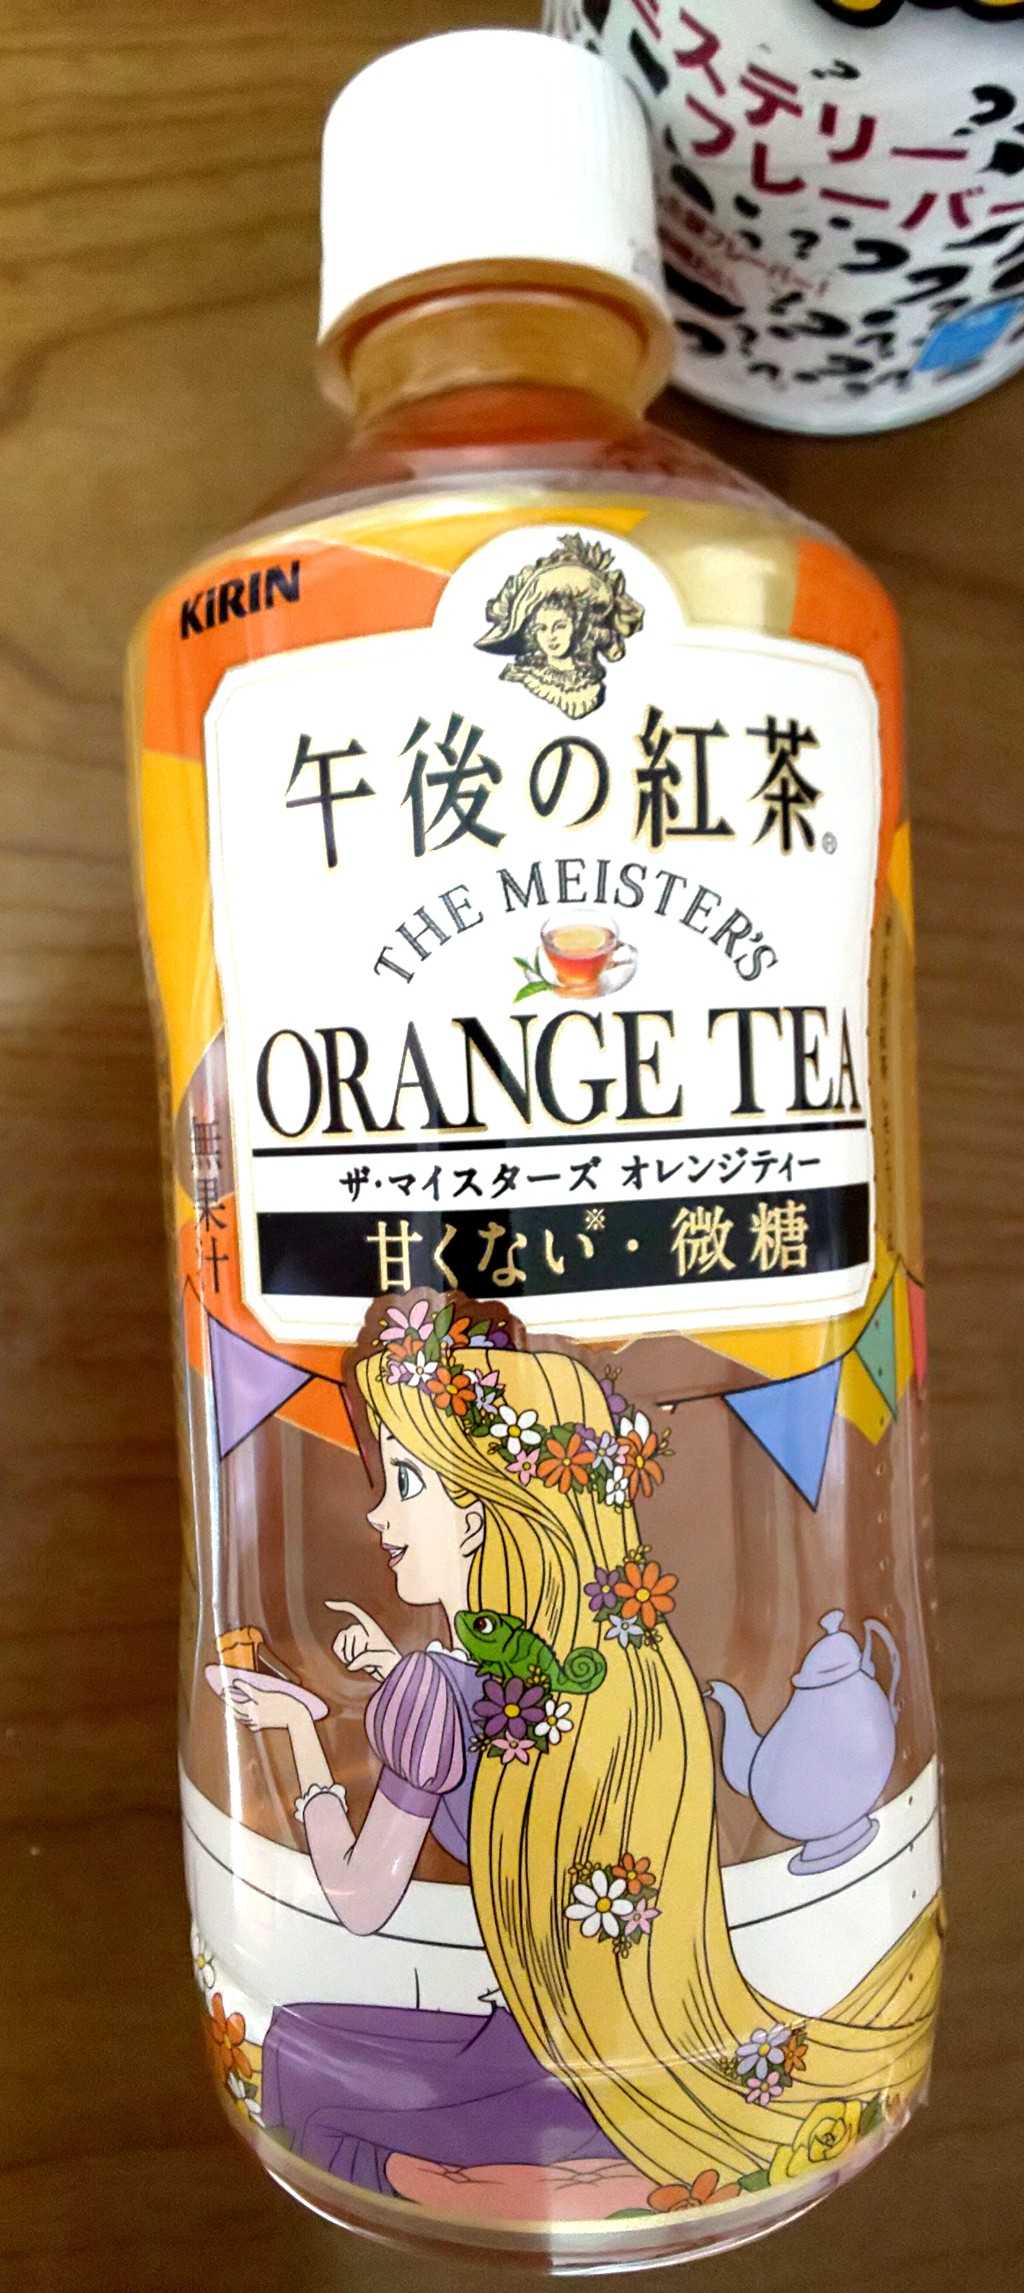 ミステリー
フレーバー
KIRIN
午後の紅茶®
THE MEISTER'S
ORANGE TEA
ザ・マイスターズ オレンジティー
甘くない※・微糖
無果汁